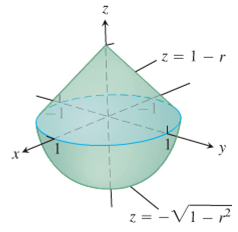 z
z = 1 − r
−1
−1
x
1
1
y
z = −√1 − r²